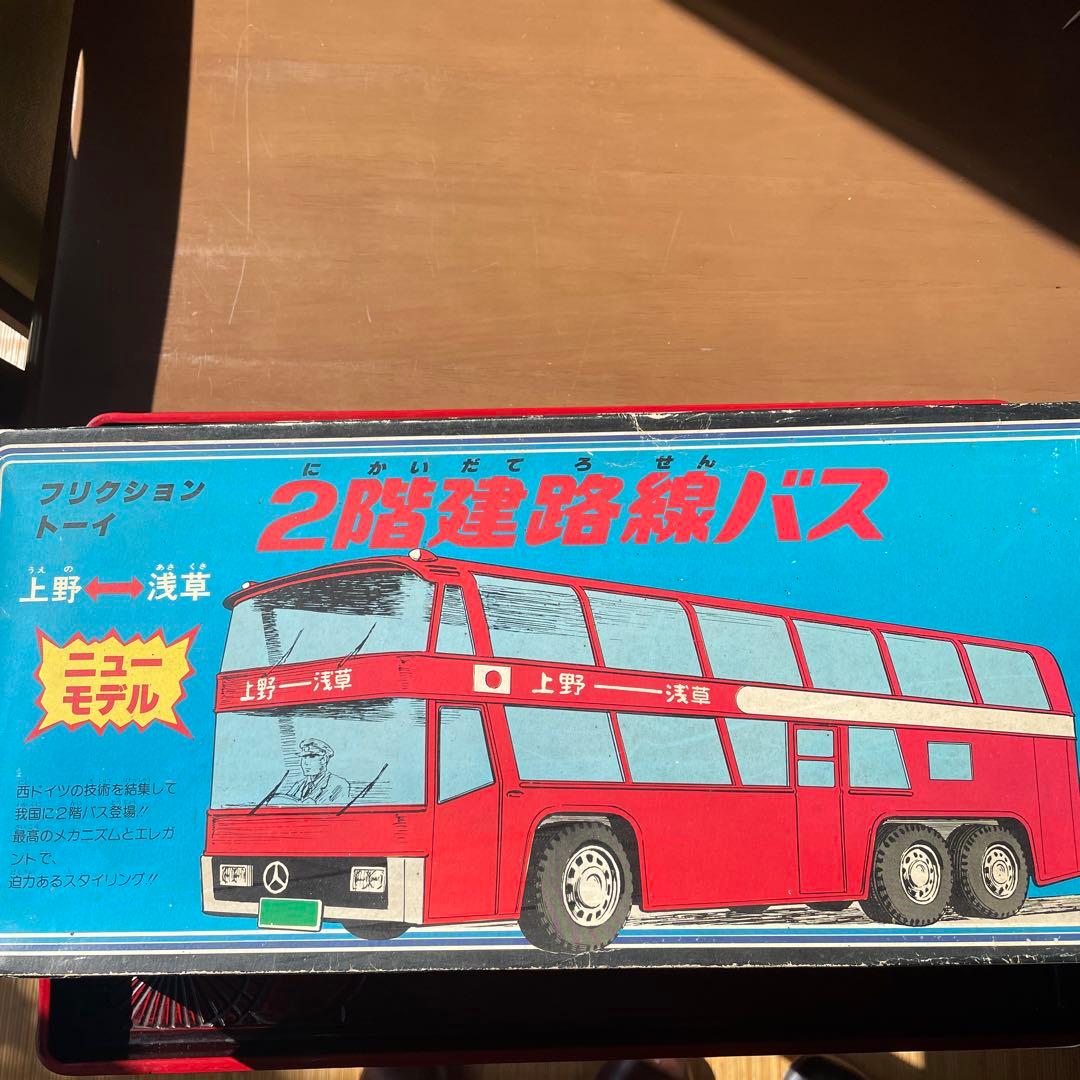 フリクション
トーイ
にかいだてろせん
2階建路線バス
うえの あさくさ
上野↔浅草
ニュー
モデル
西ドイツの技術を結集して
我国に2階バス登場!!
最高のメカニズムとエレガ
ントで、
迫力あるスタイリング!!
上野―浅草
上野―浅草